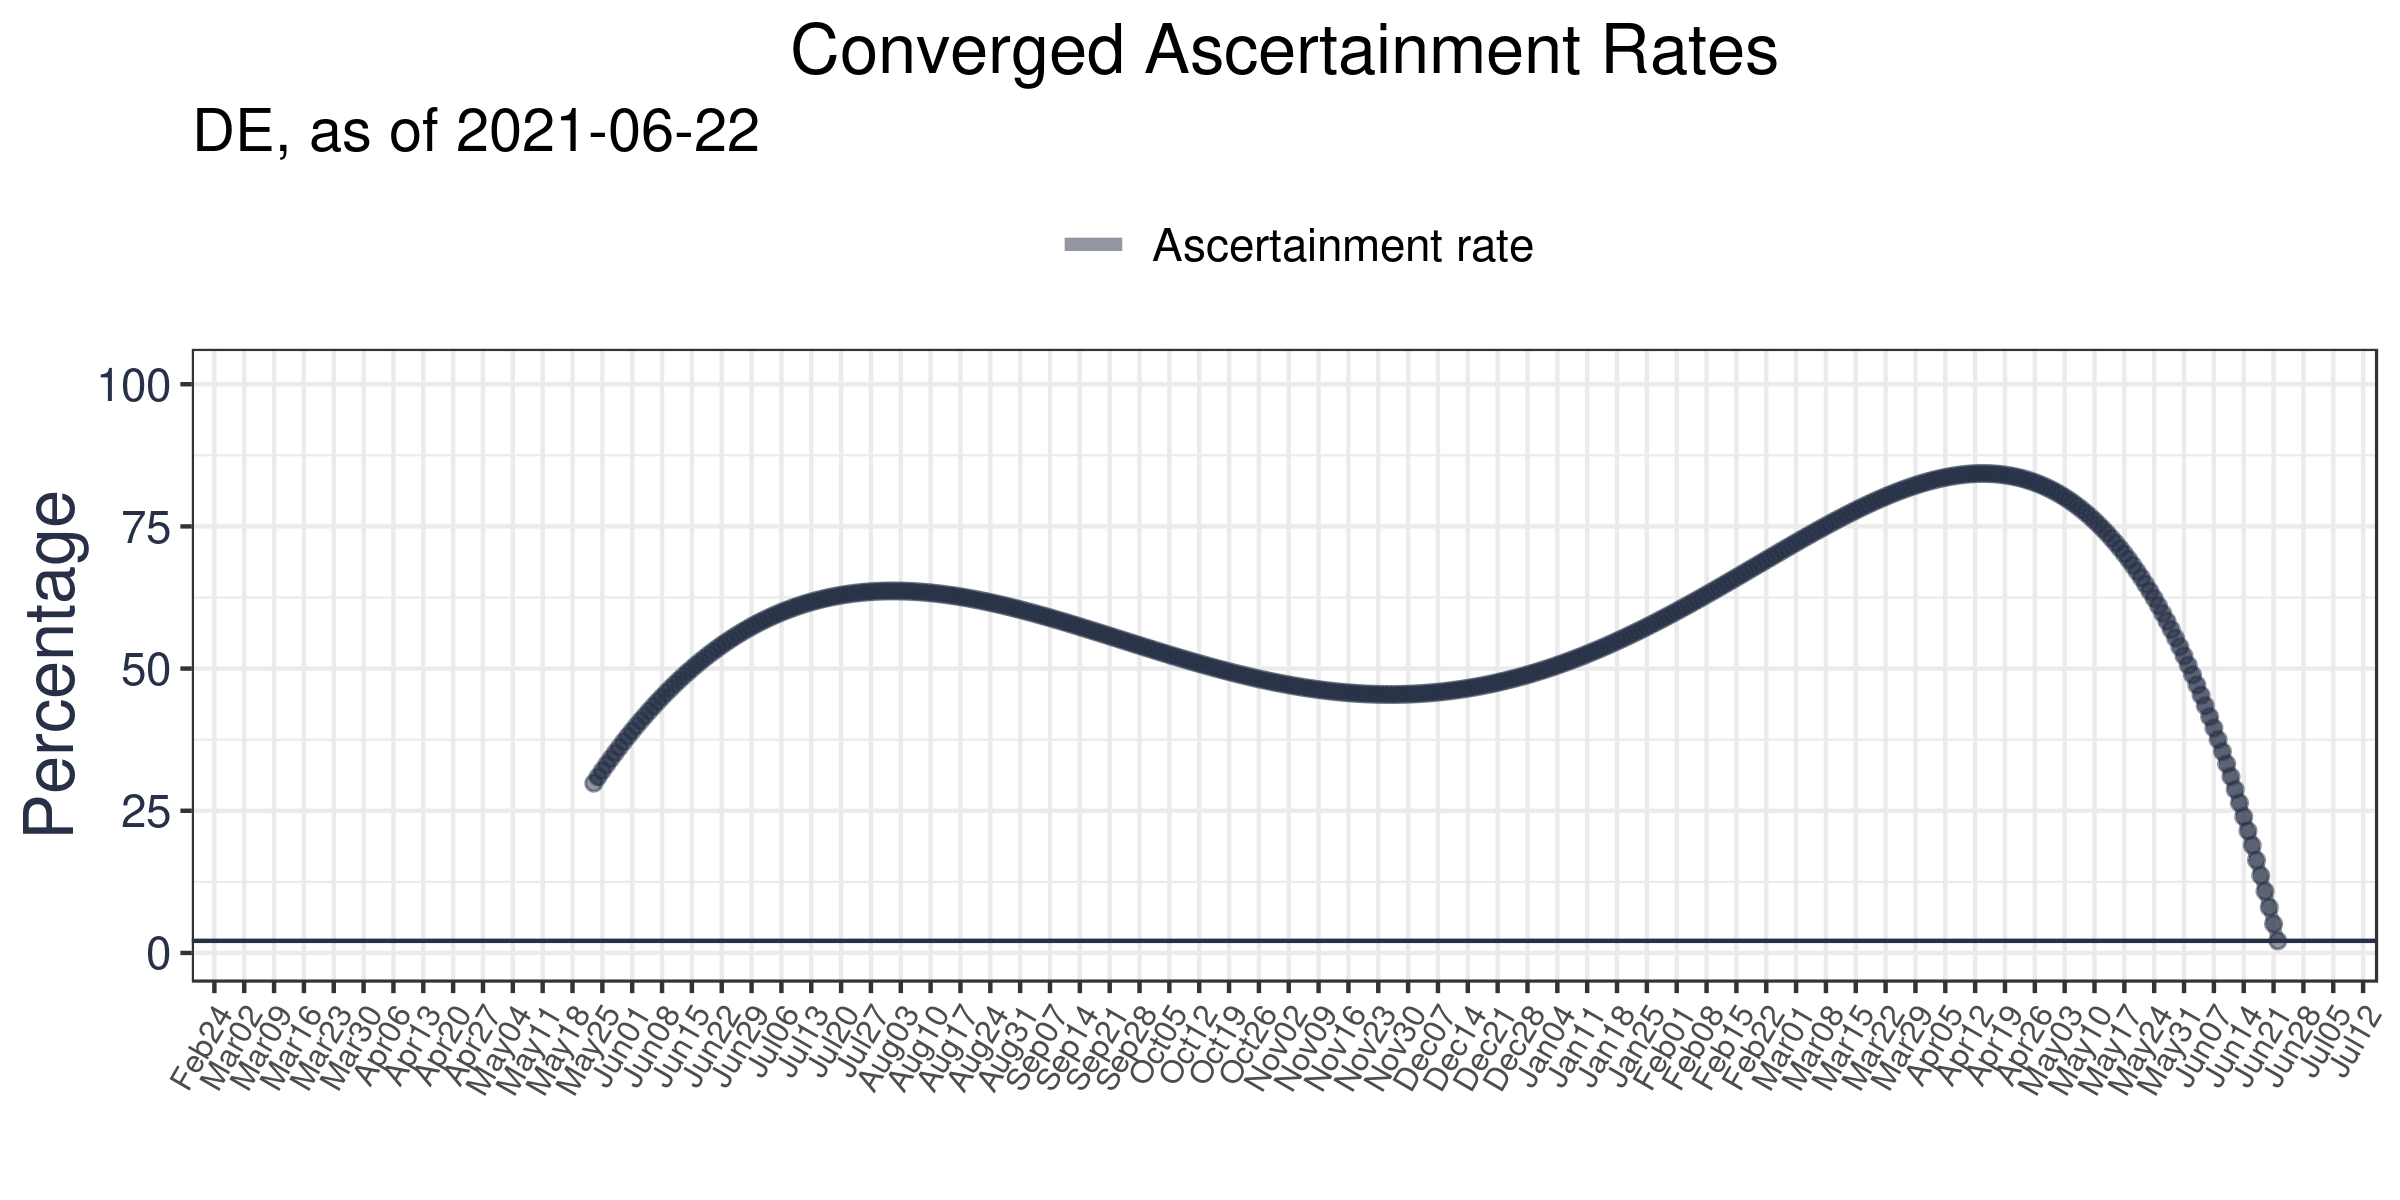 Converged Ascertainment Rates
DE, as of 2021-06-22
Ascertainment rate
Percentage
100
75
50
25
0
Feb24
Mar02
Mar09
Mar16
Mar23
Mar30
Apr06
Apr13
Apr20
Apr27
May04
May11
May18
May25
Jun01
Jun08
Jun15
Jun22
Jun29
Jul06
Jul13
Jul20
Jul27
Aug03
Aug10
Aug17
Aug24
Aug31
Sep07
Sep14
Sep21
Sep28
Oct05
Oct12
Oct19
Oct26
Nov02
Nov09
Nov16
Nov23
Nov30
Dec07
Dec14
Dec21
Dec28
Jan04
Jan11
Jan18
Jan25
Feb01
Feb08
Feb15
Feb22
Mar01
Mar08
Mar15
Mar22
Mar29
Apr05
Apr12
Apr19
Apr26
May03
May10
May17
May24
May31
Jun07
Jun14
Jun21
Jun28
Jul05
Jul12